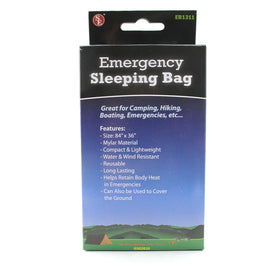 SE
EB1311
Emergency
Sleeping Bag
Great for Camping, Hiking,
Boating, Emergencies, etc...
Features:
- Size: 84" x 36"
- Mylar Material
- Compact & Lightweight
- Water & Wind Resistant
- Reusable
- Long Lasting
- Helps Retain Body Heat
in Emergencies
- Can Also be Used to Cover
the Ground